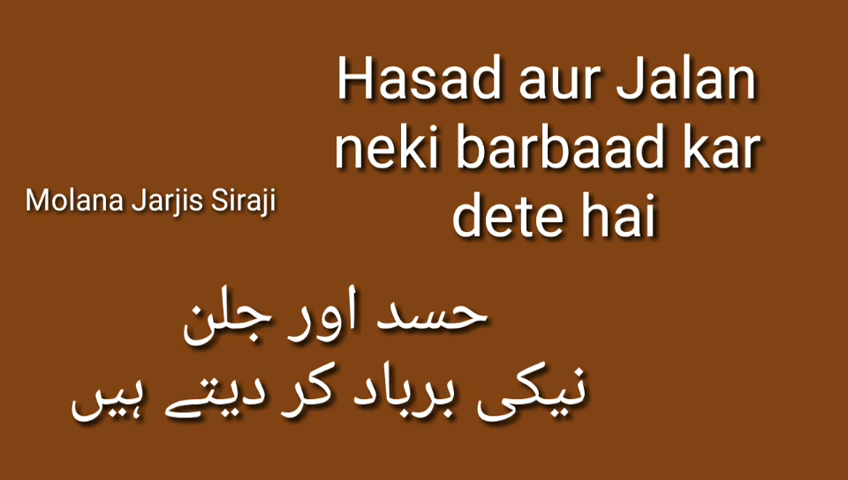 Hasad aur Jalan
neki barbaad kar
dete hai
Molana Jarjis Siraji
حسد اور جلن
نیکی برباد کر دیتے ہیں